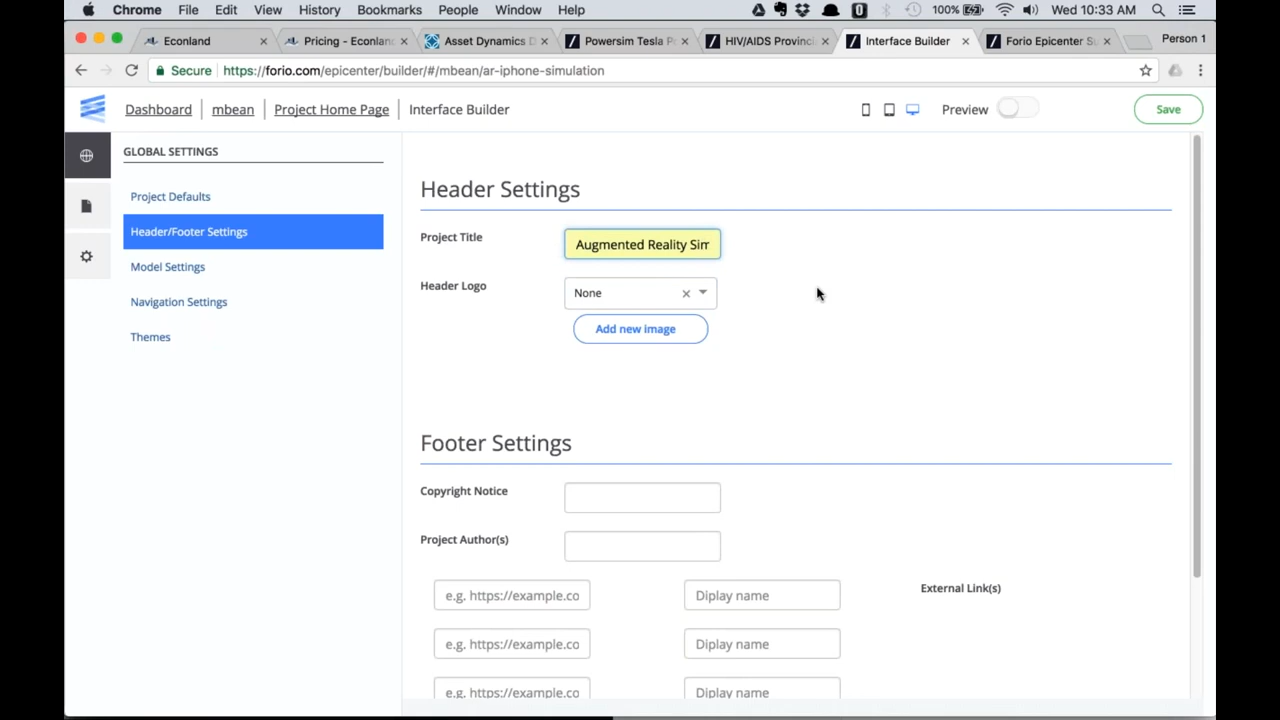 Chrome File Edit View History Bookmarks People Window Help 100% Wed 10:33 AM
Econland Pricing - Econlan Asset Dynamics D Powersim Tesla P HIV/AIDS Provinci Interface Builder Forio Epicenter Su Person 1
Secure https://forio.com/epicenter/builder/#/mbean/ar-iphone-simulation
Dashboard mbean Project Home Page Interface Builder Preview Save
GLOBAL SETTINGS
Project Defaults
Header/Footer Settings
Model Settings
Navigation Settings
Themes
Header Settings
Project Title Augmented Reality Sim
Header Logo None
Add new image
Footer Settings
Copyright Notice
Project Author(s)
e.g. https://example.co Diplay name External Link(s)
e.g. https://example.co Diplay name
e.g. https://example.co Diplay name